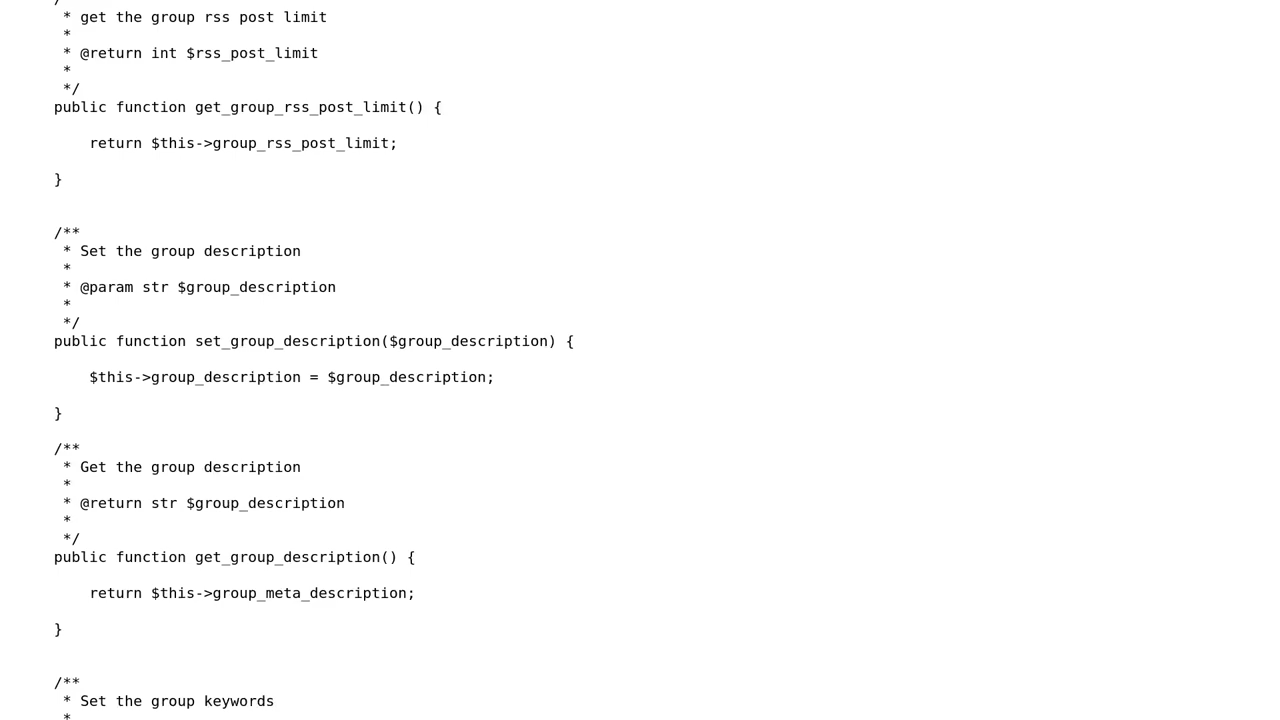 /
 * get the group rss post limit
 *
 * @return int $rss_post_limit
 *
 */
public function get_group_rss_post_limit() {

    return $this->group_rss_post_limit;

}


/**
 * Set the group description
 *
 * @param str $group_description
 *
 */
public function set_group_description($group_description) {

    $this->group_description = $group_description;

}

/**
 * Get the group description
 *
 * @return str $group_description
 *
 */
public function get_group_description() {

    return $this->group_meta_description;

}


/**
 * Set the group keywords
 *